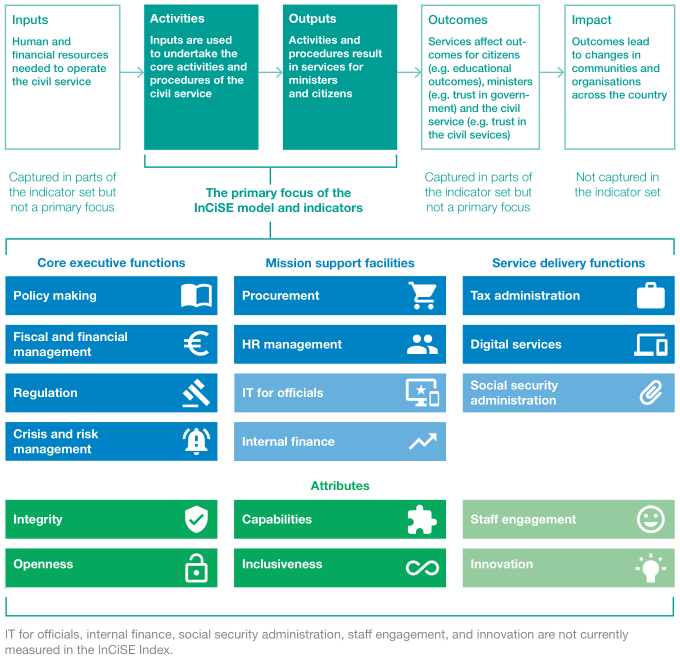 Inputs
Human and
financial resources
needed to operate
the civil service
Activities
Inputs are used
to undertake the
core activities and
procedures of the
civil service
Outputs
Activities and
procedures result
in services for
ministers
and citizens
Outcomes
Services affect out-
comes for citizens
(e.g. educational
outcomes), ministers
(e.g. trust in govern-
ment) and the civil
service (e.g. trust in
the civil sevices)
Impact
Outcomes lead
to changes in
communities and
organisations
across the country
Captured in parts
of the indicator set but
not a primary focus
The primary focus of the
InCiSE model and indicators
Captured in parts of
the indicator set but
not a primary focus
Not captured in
the indicator set
Core executive functions
Mission support facilities
Service delivery functions
Policy making
Procurement
Tax administration
Fiscal and financial
management
HR management
Digital services
Regulation
IT for officials
Social security
administration
Crisis and risk
management
Internal finance
Attributes
Integrity
Capabilities
Staff engagement
Openness
Inclusiveness
Innovation
IT for officials, internal finance, social security administration, staff engagement, and innovation are not currently
measured in the InCiSE Index.